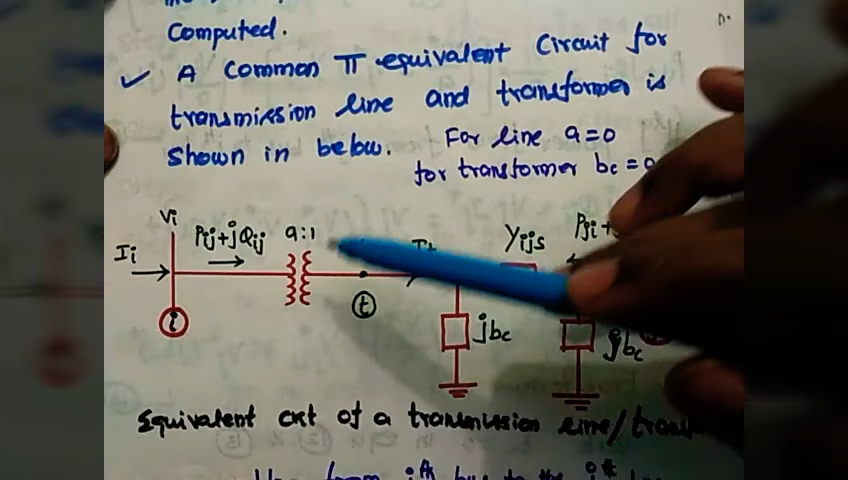 Computed.
✓ A Common π equivalent Circuit for
transmission line and transformer is
shown in below. For line a=0
for transformer bc = 0
Vi
Pij+jQij a:1 yijs Pji+
Ii
i t jbc jbc
Equivalent ckt of a transmission line/trans